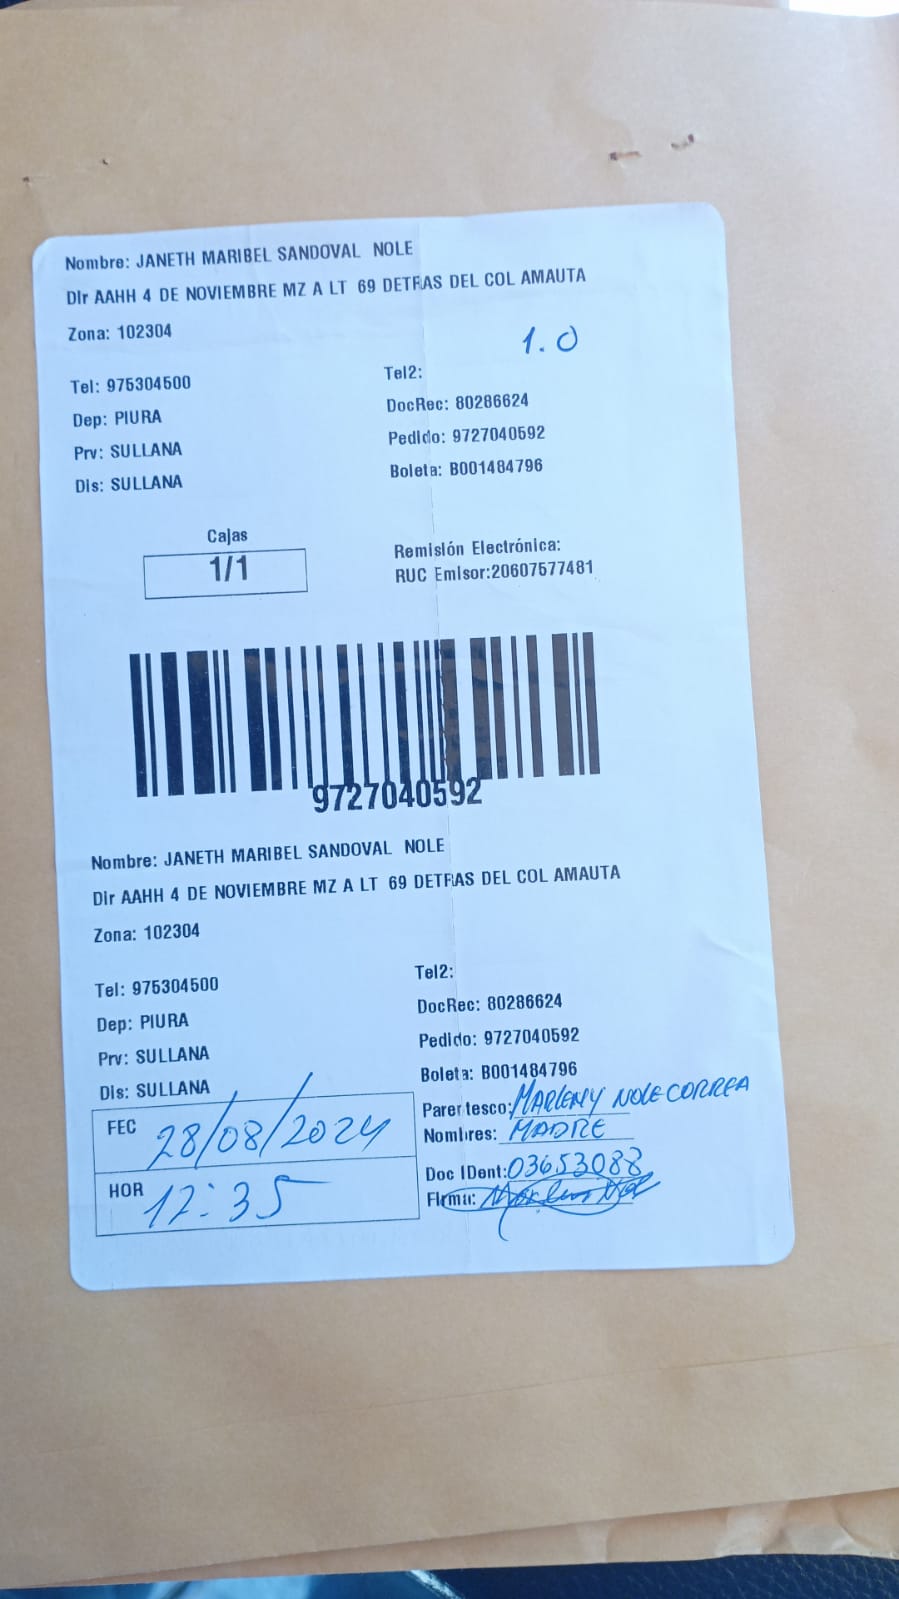 Nombre: JANETH MARIBEL SANDOVAL NOLE
Dir AAHH 4 DE NOVIEMBRE MZ A LT 69 DETRAS DEL COL AMAUTA
Zona: 102304
1.0
Tel: 975304500
Tel2:
Dep: PIURA
DocRec: 80286624
Prv: SULLANA
Pedido: 9727040592
Dis: SULLANA
Boleta: B001484796
Cajas
1/1
Remisión Electrónica:
RUC Emisor:20607577481
9727040592
Nombre: JANETH MARIBEL SANDOVAL NOLE
Dir AAHH 4 DE NOVIEMBRE MZ A LT 69 DETRAS DEL COL AMAUTA
Zona: 102304
Tel: 975304500
Tel2:
Dep: PIURA
DocRec: 80286624
Prv: SULLANA
Pedido: 9727040592
Dis: SULLANA
Boleta: B001484796
FEC 28/08/2024
Parentesco: MARLENY NOLE CORREA
Nombres: MADRE
HOR 12:35
Doc IDent: 03653088
Firma: